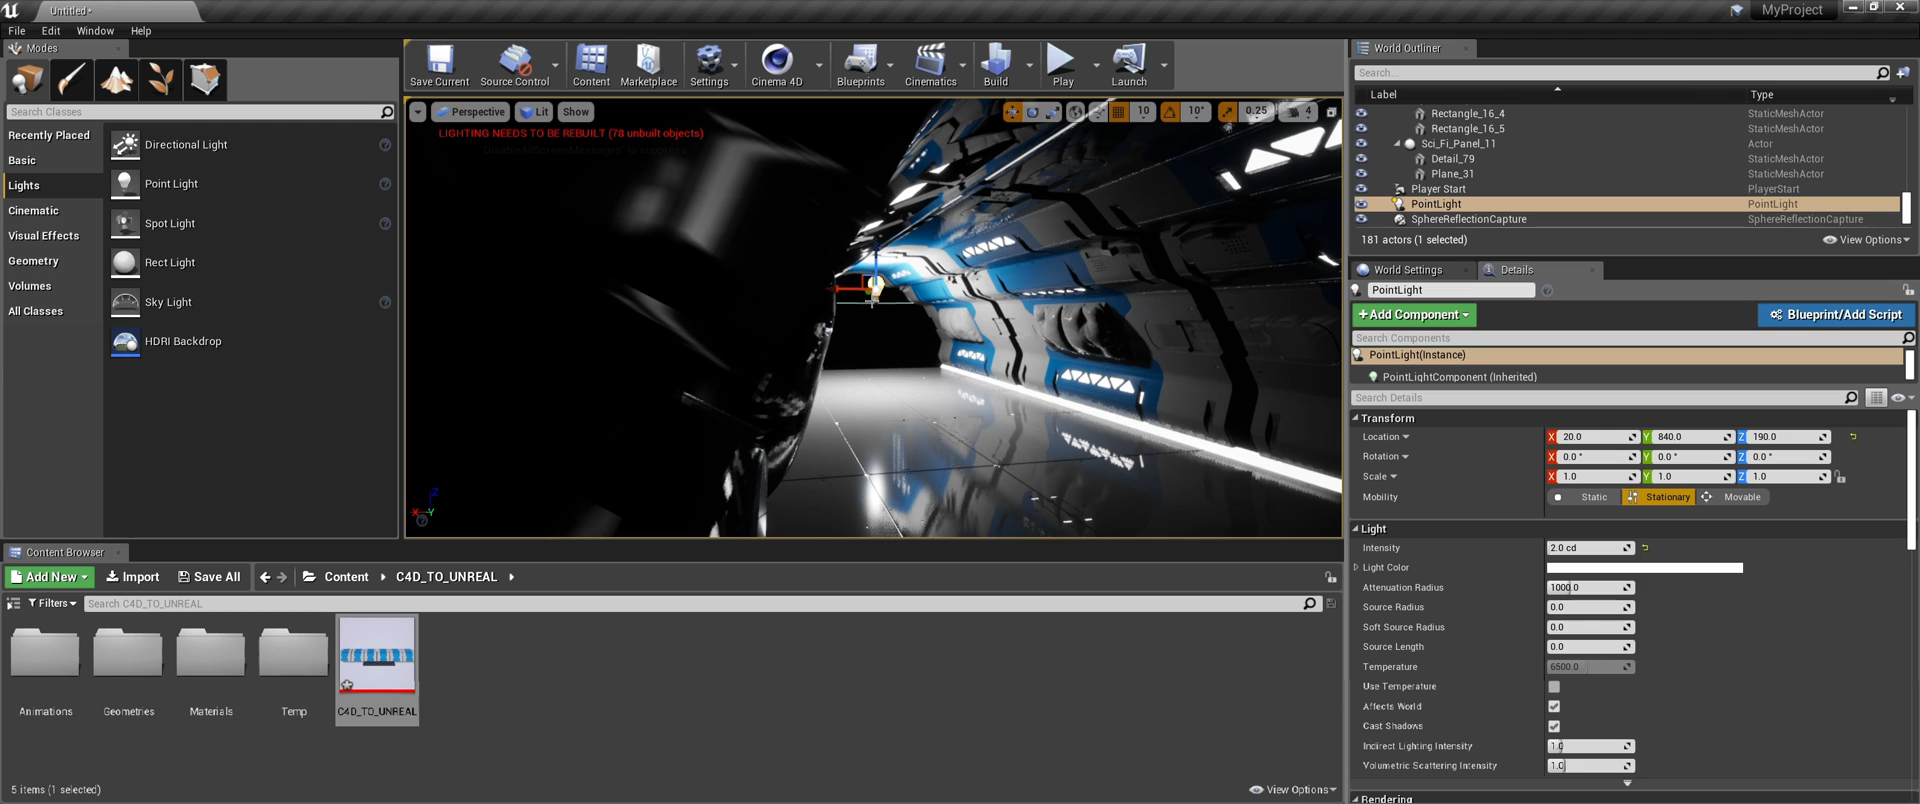 Untitled*
MyProject
File Edit Window Help
Modes
Search Classes
Recently Placed
Basic
Lights
Cinematic
Visual Effects
Geometry
Volumes
All Classes
Directional Light
Point Light
Spot Light
Rect Light
Sky Light
HDRI Backdrop
Save Current Source Control Content Marketplace Settings Cinema 4D Blueprints Cinematics Build Play Launch
Perspective Lit Show 10 10° 0.25 4
LIGHTING NEEDS TO BE REBUILT (78 unbuilt objects)
'DisableAllScreenMessages' to suppress
World Outliner
Search...
Label Type
Rectangle_16_4 StaticMeshActor
Rectangle_16_5 StaticMeshActor
Sci_Fi_Panel_11 Actor
Detail_79 StaticMeshActor
Plane_31 StaticMeshActor
Player Start PlayerStart
PointLight PointLight
SphereReflectionCapture SphereReflectionCapture
181 actors (1 selected) View Options
World Settings Details
PointLight
+Add Component Blueprint/Add Script
Search Components
PointLight(Instance)
PointLightComponent (Inherited)
Search Details
Transform
Location X 20.0 Y 840.0 Z 190.0
Rotation X 0.0 ° Y 0.0 ° Z 0.0 °
Scale X 1.0 Y 1.0 Z 1.0
Mobility Static Stationary Movable
Light
Intensity 2.0 cd
Light Color
Attenuation Radius 1000.0
Source Radius 0.0
Soft Source Radius 0.0
Source Length 0.0
Temperature 6500.0
Use Temperature
Affects World
Cast Shadows
Indirect Lighting Intensity 1.0
Volumetric Scattering Intensity 1.0
Rendering
Z
X Y
Content Browser
Add New Import Save All Content C4D_TO_UNREAL
Filters Search C4D_TO_UNREAL
Animations Geometries Materials Temp C4D_TO_UNREAL
5 items (1 selected) View Options